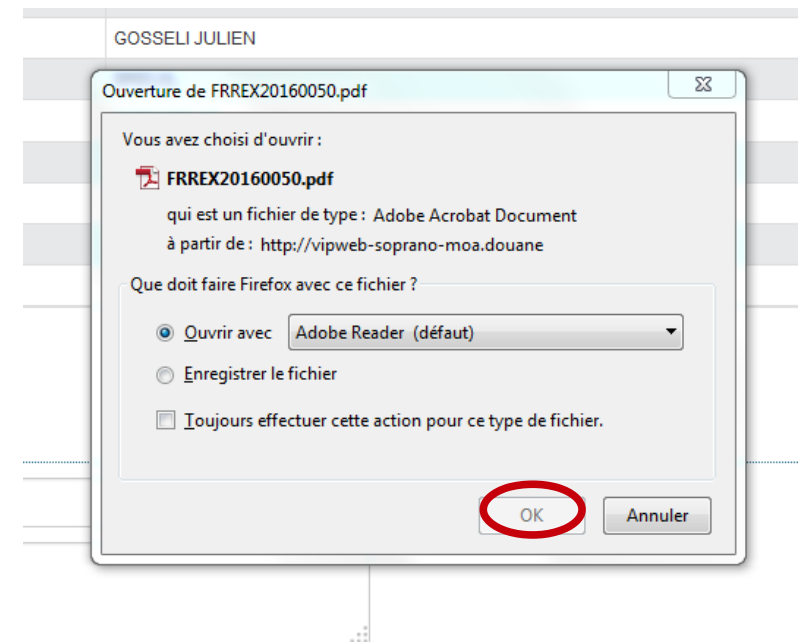 GOSSELI JULIEN
Ouverture de FRREX20160050.pdf
Vous avez choisi d'ouvrir :
FRREX20160050.pdf
qui est un fichier de type : Adobe Acrobat Document
à partir de : http://vipweb-soprano-moa.douane
Que doit faire Firefox avec ce fichier ?
Ouvrir avec Adobe Reader (défaut)
Enregistrer le fichier
Toujours effectuer cette action pour ce type de fichier.
OK Annuler